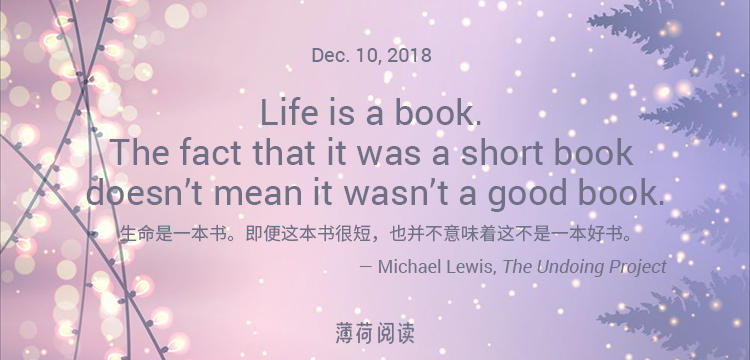 Dec. 10, 2018
Life is a book.
The fact that it was a short book
doesn't mean it wasn't a good book.
生命是一本书。即便这本书很短，也并不意味着这不是一本好书。
— Michael Lewis, The Undoing Project
薄荷阅读